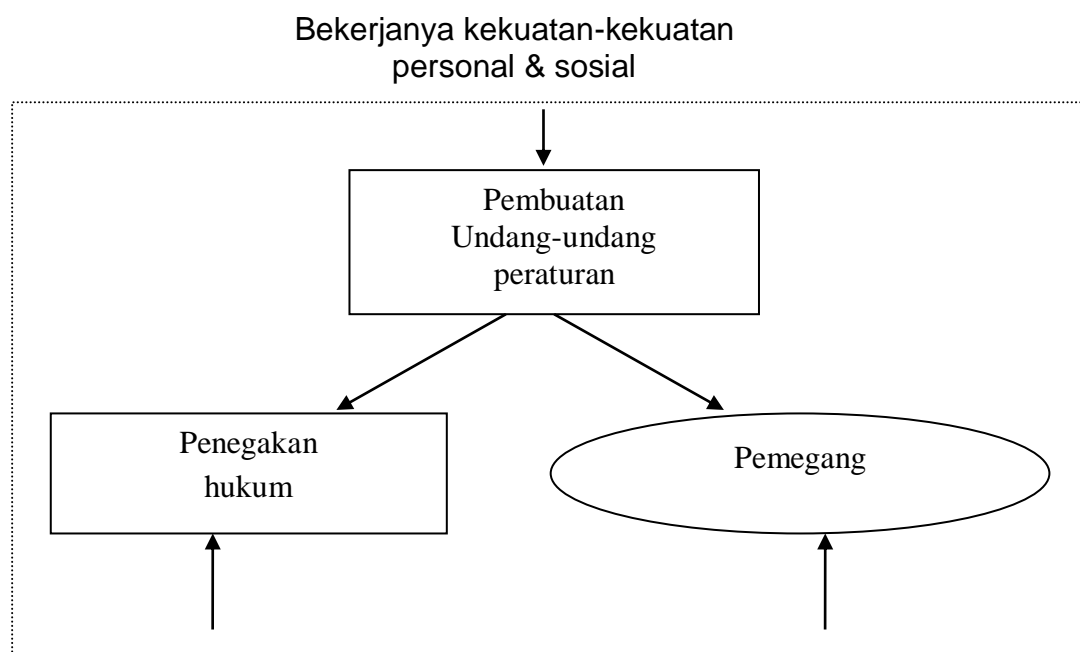 Bekerjanya kekuatan-kekuatan
personal & sosial
Pembuatan
Undang-undang
peraturan
Penegakan
hukum
Pemegang